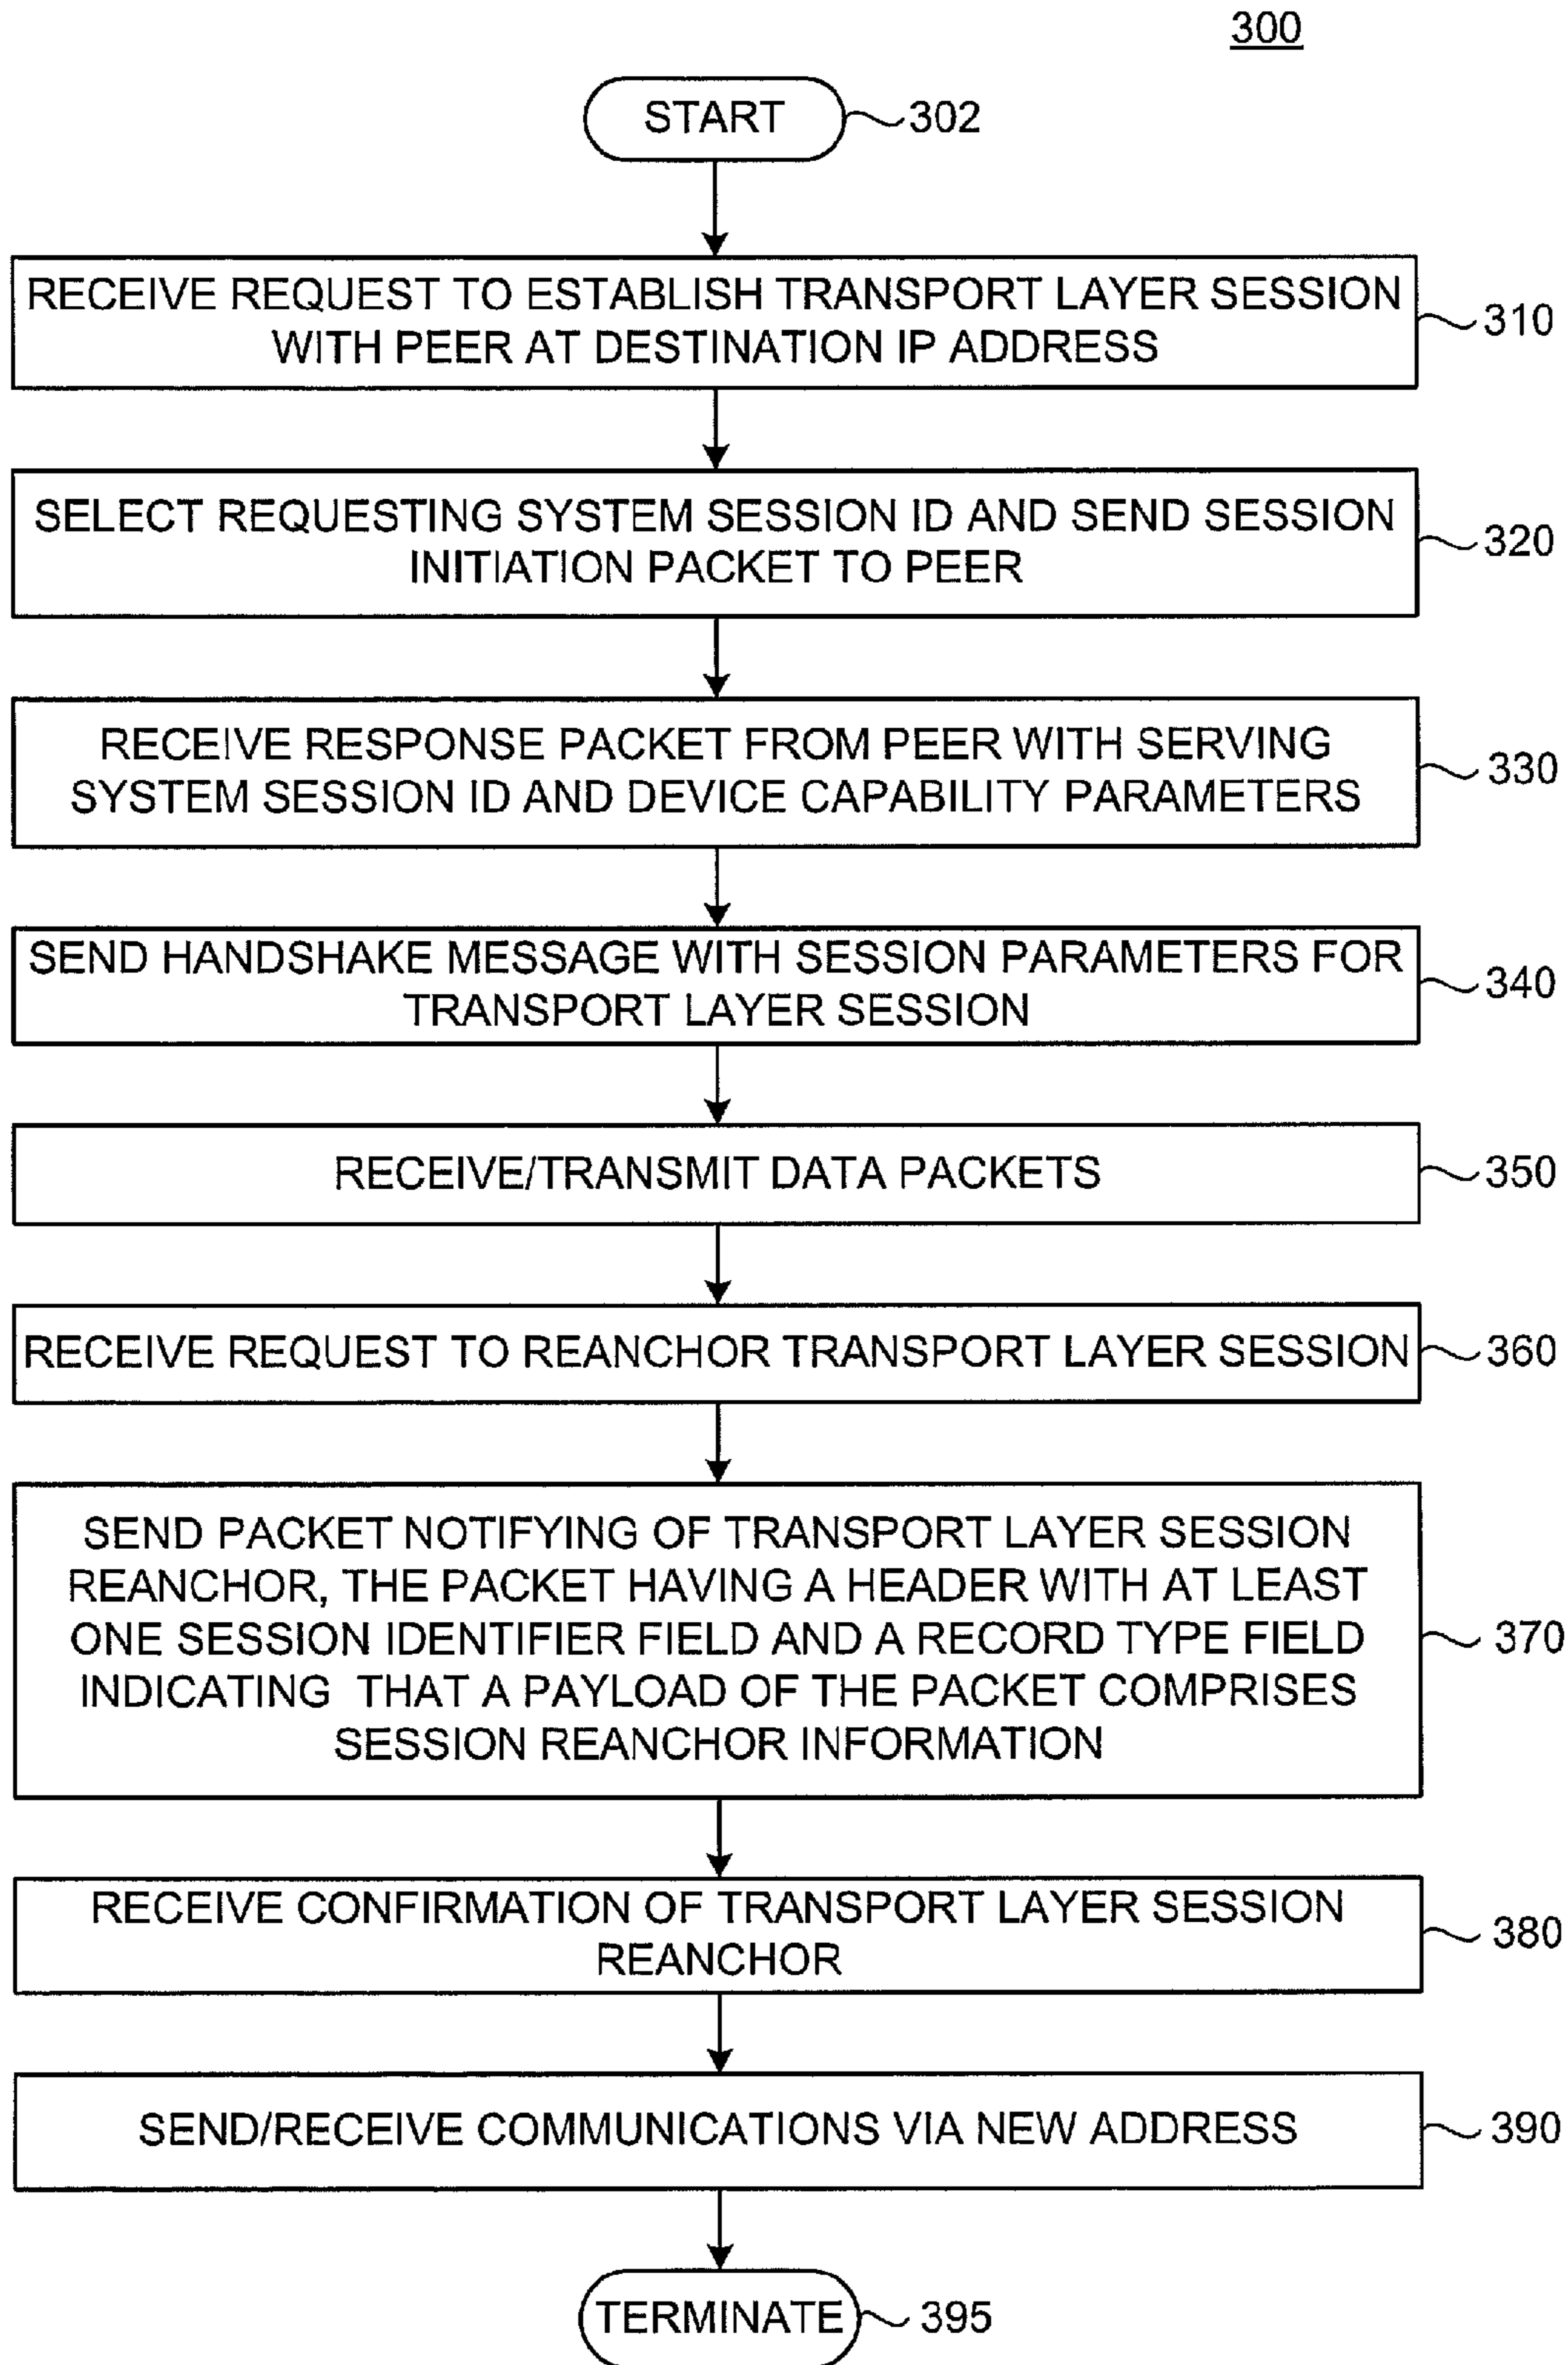 300
START
302
RECEIVE REQUEST TO ESTABLISH TRANSPORT LAYER SESSION
WITH PEER AT DESTINATION IP ADDRESS
310
SELECT REQUESTING SYSTEM SESSION ID AND SEND SESSION
INITIATION PACKET TO PEER
320
RECEIVE RESPONSE PACKET FROM PEER WITH SERVING
SYSTEM SESSION ID AND DEVICE CAPABILITY PARAMETERS
330
SEND HANDSHAKE MESSAGE WITH SESSION PARAMETERS FOR
TRANSPORT LAYER SESSION
340
RECEIVE/TRANSMIT DATA PACKETS
350
RECEIVE REQUEST TO REANCHOR TRANSPORT LAYER SESSION
360
SEND PACKET NOTIFYING OF TRANSPORT LAYER SESSION
REANCHOR, THE PACKET HAVING A HEADER WITH AT LEAST
ONE SESSION IDENTIFIER FIELD AND A RECORD TYPE FIELD
INDICATING THAT A PAYLOAD OF THE PACKET COMPRISES
SESSION REANCHOR INFORMATION
370
RECEIVE CONFIRMATION OF TRANSPORT LAYER SESSION
REANCHOR
380
SEND/RECEIVE COMMUNICATIONS VIA NEW ADDRESS
390
TERMINATE
395